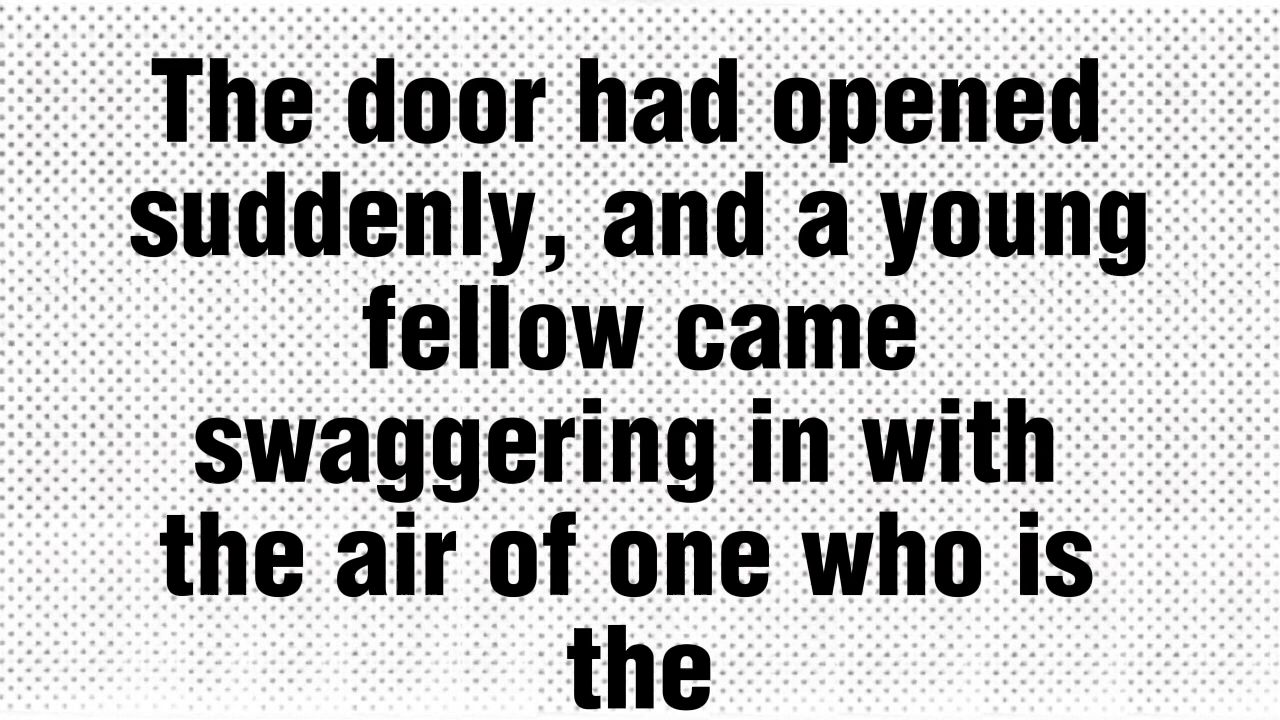 The door had opened
suddenly, and a young
fellow came
swaggering in with
the air of one who is
the